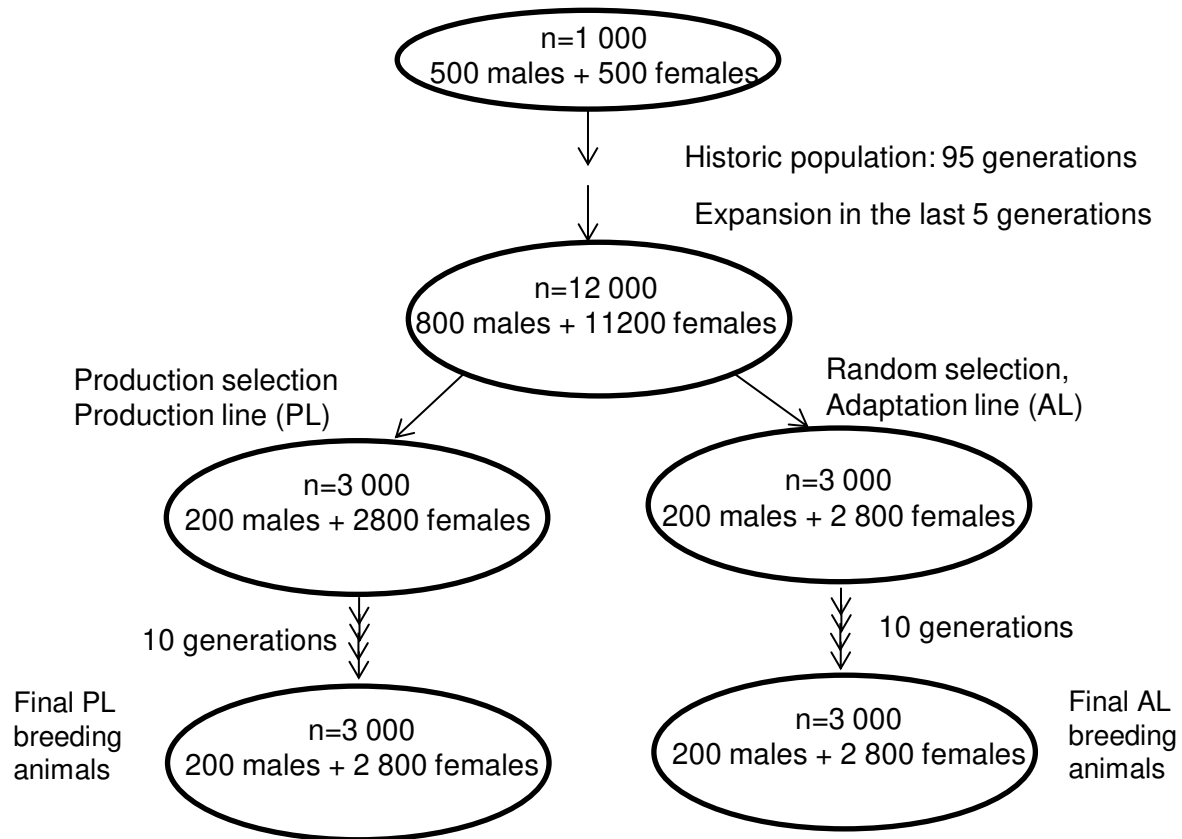 n=1 000
500 males + 500 females
Historic population: 95 generations
Expansion in the last 5 generations
n=12 000
800 males + 11200 females
Production selection
Production line (PL)
Random selection,
Adaptation line (AL)
n=3 000
200 males + 2800 females
n=3 000
200 males + 2 800 females
10 generations
10 generations
Final PL
breeding
animals
n=3 000
200 males + 2 800 females
n=3 000
200 males + 2 800 females
Final AL
breeding
animals